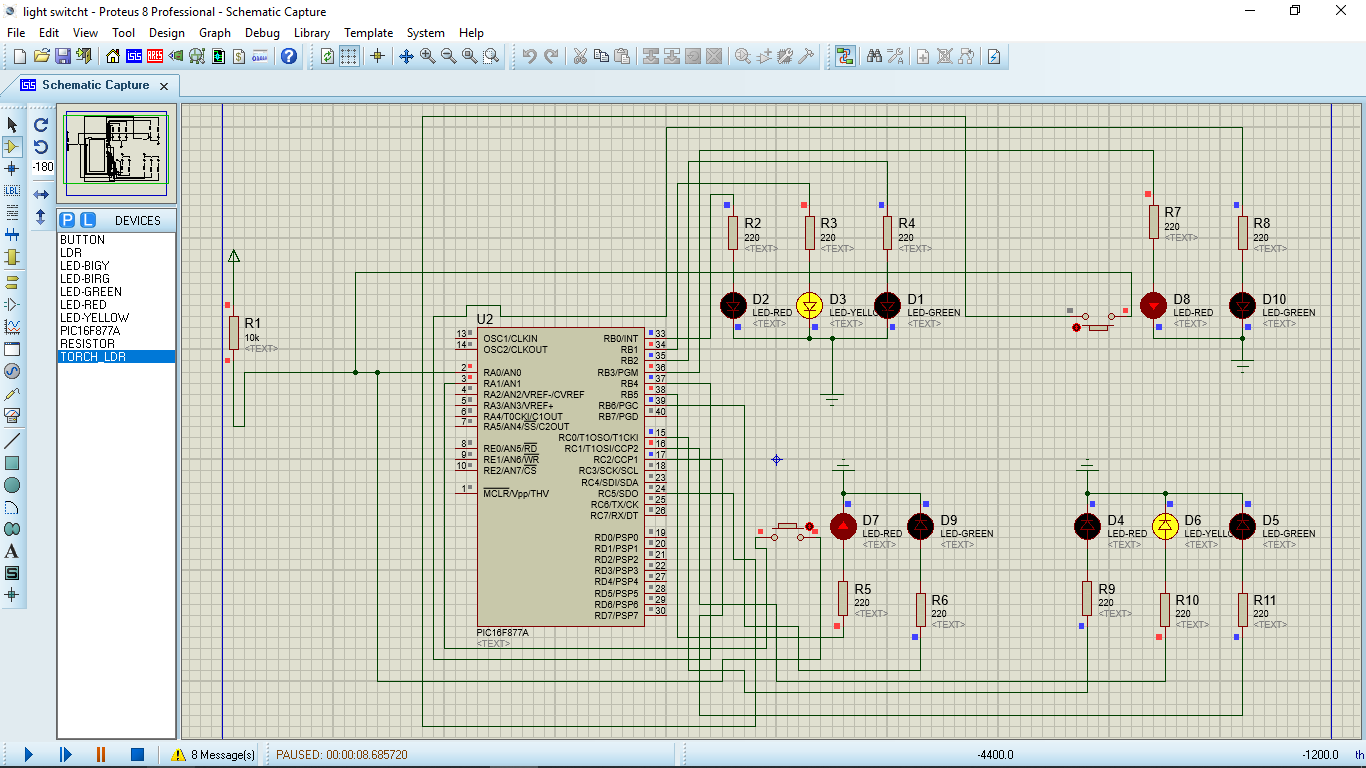 light switcht - Proteus 8 Professional - Schematic Capture
File Edit View Tool Design Graph Debug Library Template System Help
Schematic Capture
-180
P L DEVICES
BUTTON
LDR
LED-BIGY
LED-BIRG
LED-GREEN
LED-RED
LED-YELLOW
PIC16F877A
RESISTOR
TORCH_LDR
R1
10k
<TEXT>
U2
13 OSC1/CLKIN
14 OSC2/CLKOUT
2 RA0/AN0
3 RA1/AN1
4 RA2/AN2/VREF-/CVREF
5 RA3/AN3/VREF+
6 RA4/T0CKI/C1OUT
7 RA5/AN4/SS/C2OUT
8 RE0/AN5/RD
9 RE1/AN6/WR
10 RE2/AN7/CS
1 MCLR/Vpp/THV
RB0/INT 33
RB1 34
RB2 35
RB3/PGM 36
RB4 37
RB5 38
RB6/PGC 39
RB7/PGD 40
RC0/T1OSO/T1CKI 15
RC1/T1OSI/CCP2 16
RC2/CCP1 17
RC3/SCK/SCL 18
RC4/SDI/SDA 23
RC5/SDO 24
RC6/TX/CK 25
RC7/RX/DT 26
RD0/PSP0 19
RD1/PSP1 20
RD2/PSP2 21
RD3/PSP3 22
RD4/PSP4 27
RD5/PSP5 28
RD6/PSP6 29
RD7/PSP7 30
PIC16F877A
<TEXT>
R2
220
<TEXT>
R3
220
<TEXT>
R4
220
<TEXT>
R7
220
<TEXT>
R8
220
<TEXT>
D2
LED-RED
<TEXT>
D3
LED-YELLO
<TEXT>
D1
LED-GREEN
<TEXT>
D8
LED-RED
<TEXT>
D10
LED-GREEN
<TEXT>
D7
LED-RED
<TEXT>
D9
LED-GREEN
<TEXT>
D4
LED-RED
<TEXT>
D6
LED-YELLO
<TEXT>
D5
LED-GREEN
<TEXT>
R5
220
<TEXT>
R6
220
<TEXT>
R9
220
<TEXT>
R10
220
<TEXT>
R11
220
<TEXT>
8 Message(s) PAUSED: 00:00:08.685720 -4400.0 -1200.0 th